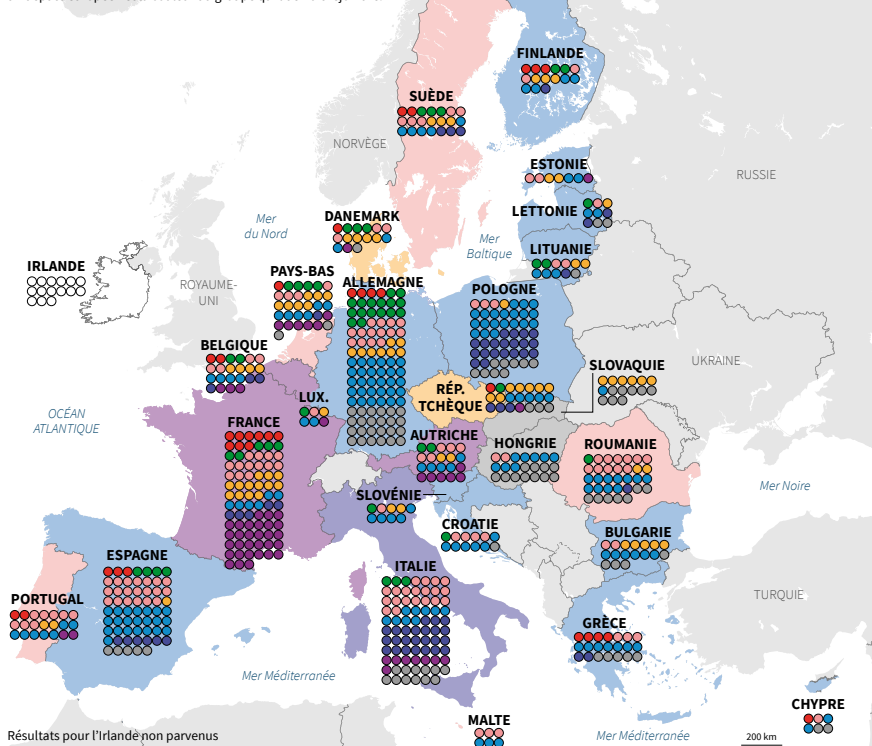 FINLANDE
SUÈDE
NORVÈGE
ESTONIE
RUSSIE
LETTONIE
DANEMARK
Mer
du Nord
Mer
Baltique
LITUANIE
IRLANDE
PAYS-BAS
ALLEMAGNE
ROYAUME-
UNI
POLOGNE
BELGIQUE
UKRAINE
SLOVAQUIE
RÉP.
TCHÈQUE
LUX.
OCÉAN
ATLANTIQUE
FRANCE
AUTRICHE
HONGRIE
ROUMANIE
Mer Noire
SLOVÉNIE
CROATIE
BULGARIE
ESPAGNE
ITALIE
PORTUGAL
TURQUIE
GRÈCE
Mer Méditerranée
CHYPRE
MALTE
Résultats pour l’Irlande non parvenus
Mer Méditerranée
200 km